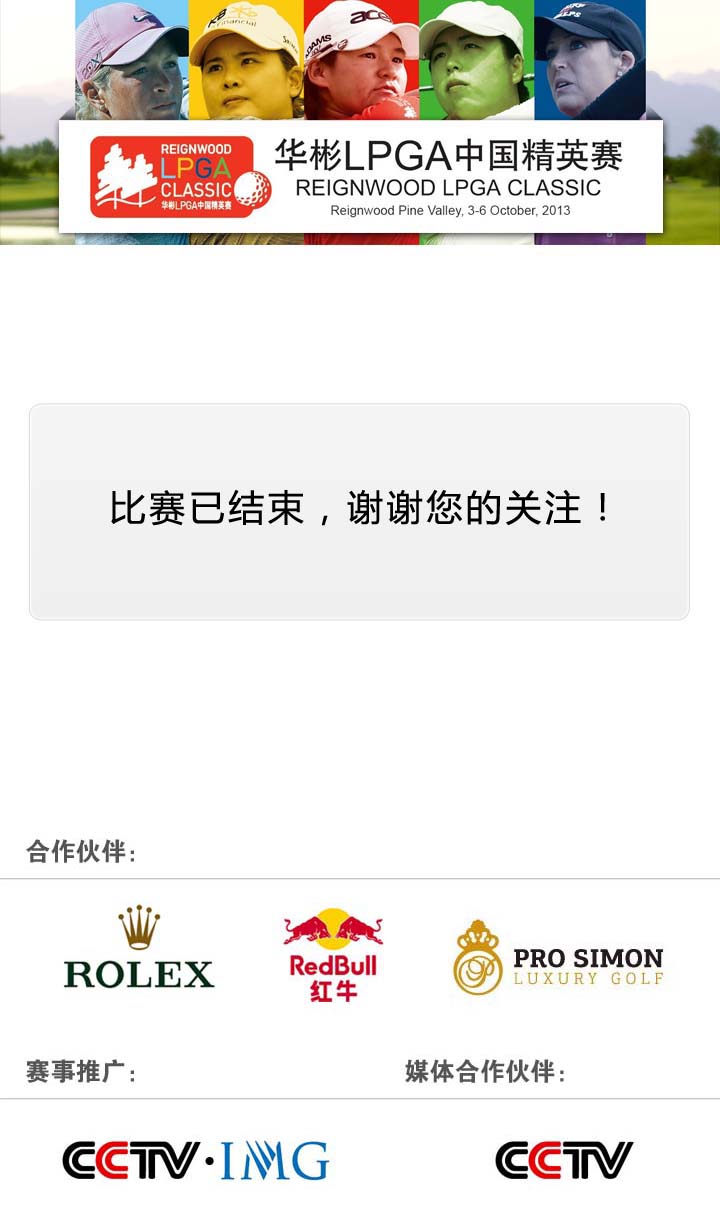 REIGNWOOD
LPGA
CLASSIC
华彬LPGA中国精英赛
华彬LPGA中国精英赛
REIGNWOOD LPGA CLASSIC
Reignwood Pine Valley, 3-6 October, 2013
比赛已结束，谢谢您的关注！
合作伙伴：
ROLEX
RedBull
红牛
PRO SIMON
LUXURY GOLF
赛事推广：
媒体合作伙伴：
CCTV·IMG
CCTV